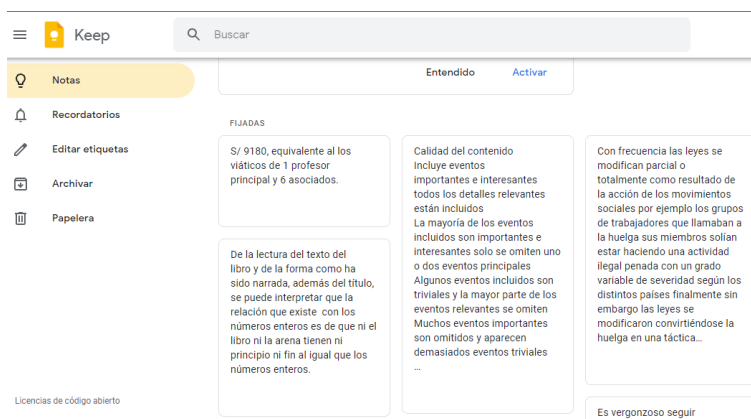 Keep
Buscar
Notas
Recordatorios
Editar etiquetas
Archivar
Papelera
Licencias de código abierto
Entendido Activar
FIJADAS
S/ 9180, equivalente al los
viáticos de 1 profesor
principal y 6 asociados.
De la lectura del texto del
libro y de la forma como ha
sido narrada, además del título,
se puede interpretar que la
relación que existe con los
números enteros es de que ni el
libro ni la arena tienen ni
principio ni fin al igual que los
números enteros.
Calidad del contenido
Incluye eventos
importantes e interesantes
todos los detalles relevantes
están incluidos
La mayoría de los eventos
incluidos son importantes e
interesantes solo se omiten uno
o dos eventos principales
Algunos eventos incluidos son
triviales y la mayor parte de los
eventos relevantes se omiten
Muchos eventos importantes
son omitidos y aparecen
demasiados eventos triviales
...
Con frecuencia las leyes se
modifican parcial o
totalmente como resultado de
la acción de los movimientos
sociales por ejemplo los grupos
de trabajadores que llamaban a
la huelga sus miembros solían
estar haciendo una actividad
ilegal penada con un grado
variable de severidad según los
distintos países finalmente sin
embargo las leyes se
modificaron convirtiéndose la
huelga en una táctica...
Es vergonzoso seguir